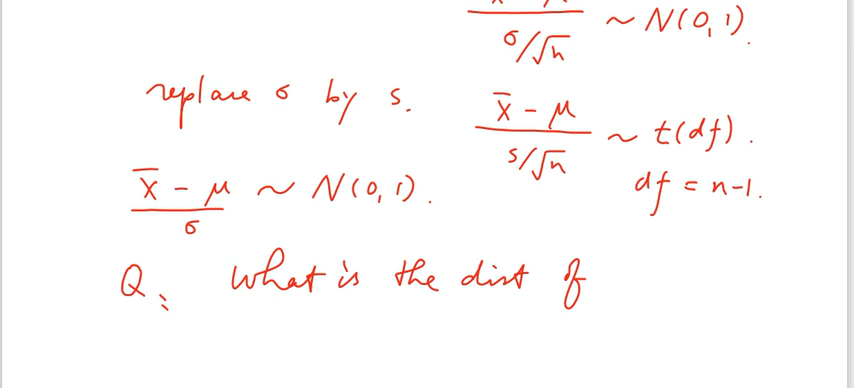 x̄ - μ / σ/√n ~ N(0, 1).
replace σ by s. x̄ - μ / s/√n ~ t(df).
df = n-1.
x̄ - μ / σ ~ N(0, 1).
Q: What is the dist of